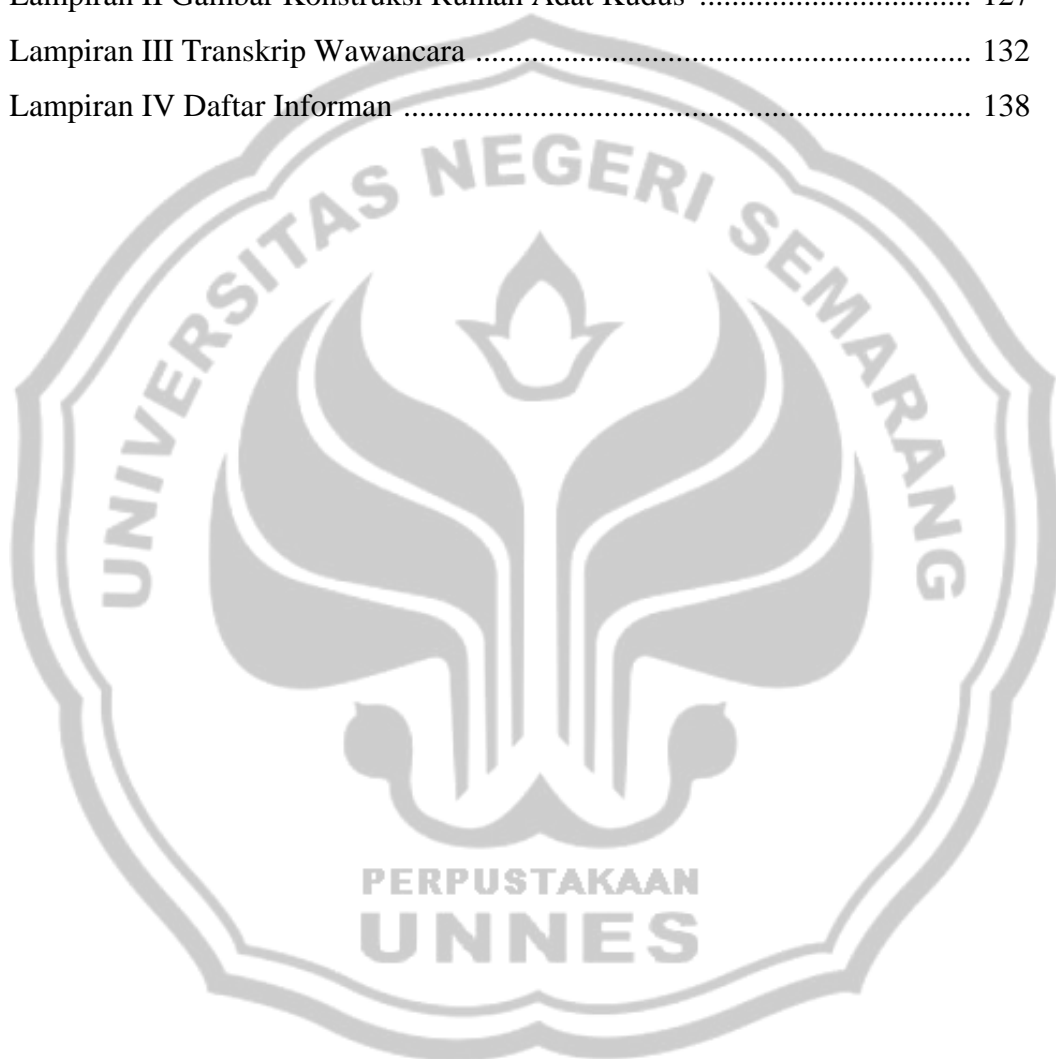 Lampiran II Gambar Konstruksi Rumah Adat Kudus ................................. 127
Lampiran III Transkrip Wawancara ............................................................. 132
Lampiran IV Daftar Informan ...................................................................... 138
UNIVERSITAS NEGERI SEMARANG
PERPUSTAKAAN
UNNES